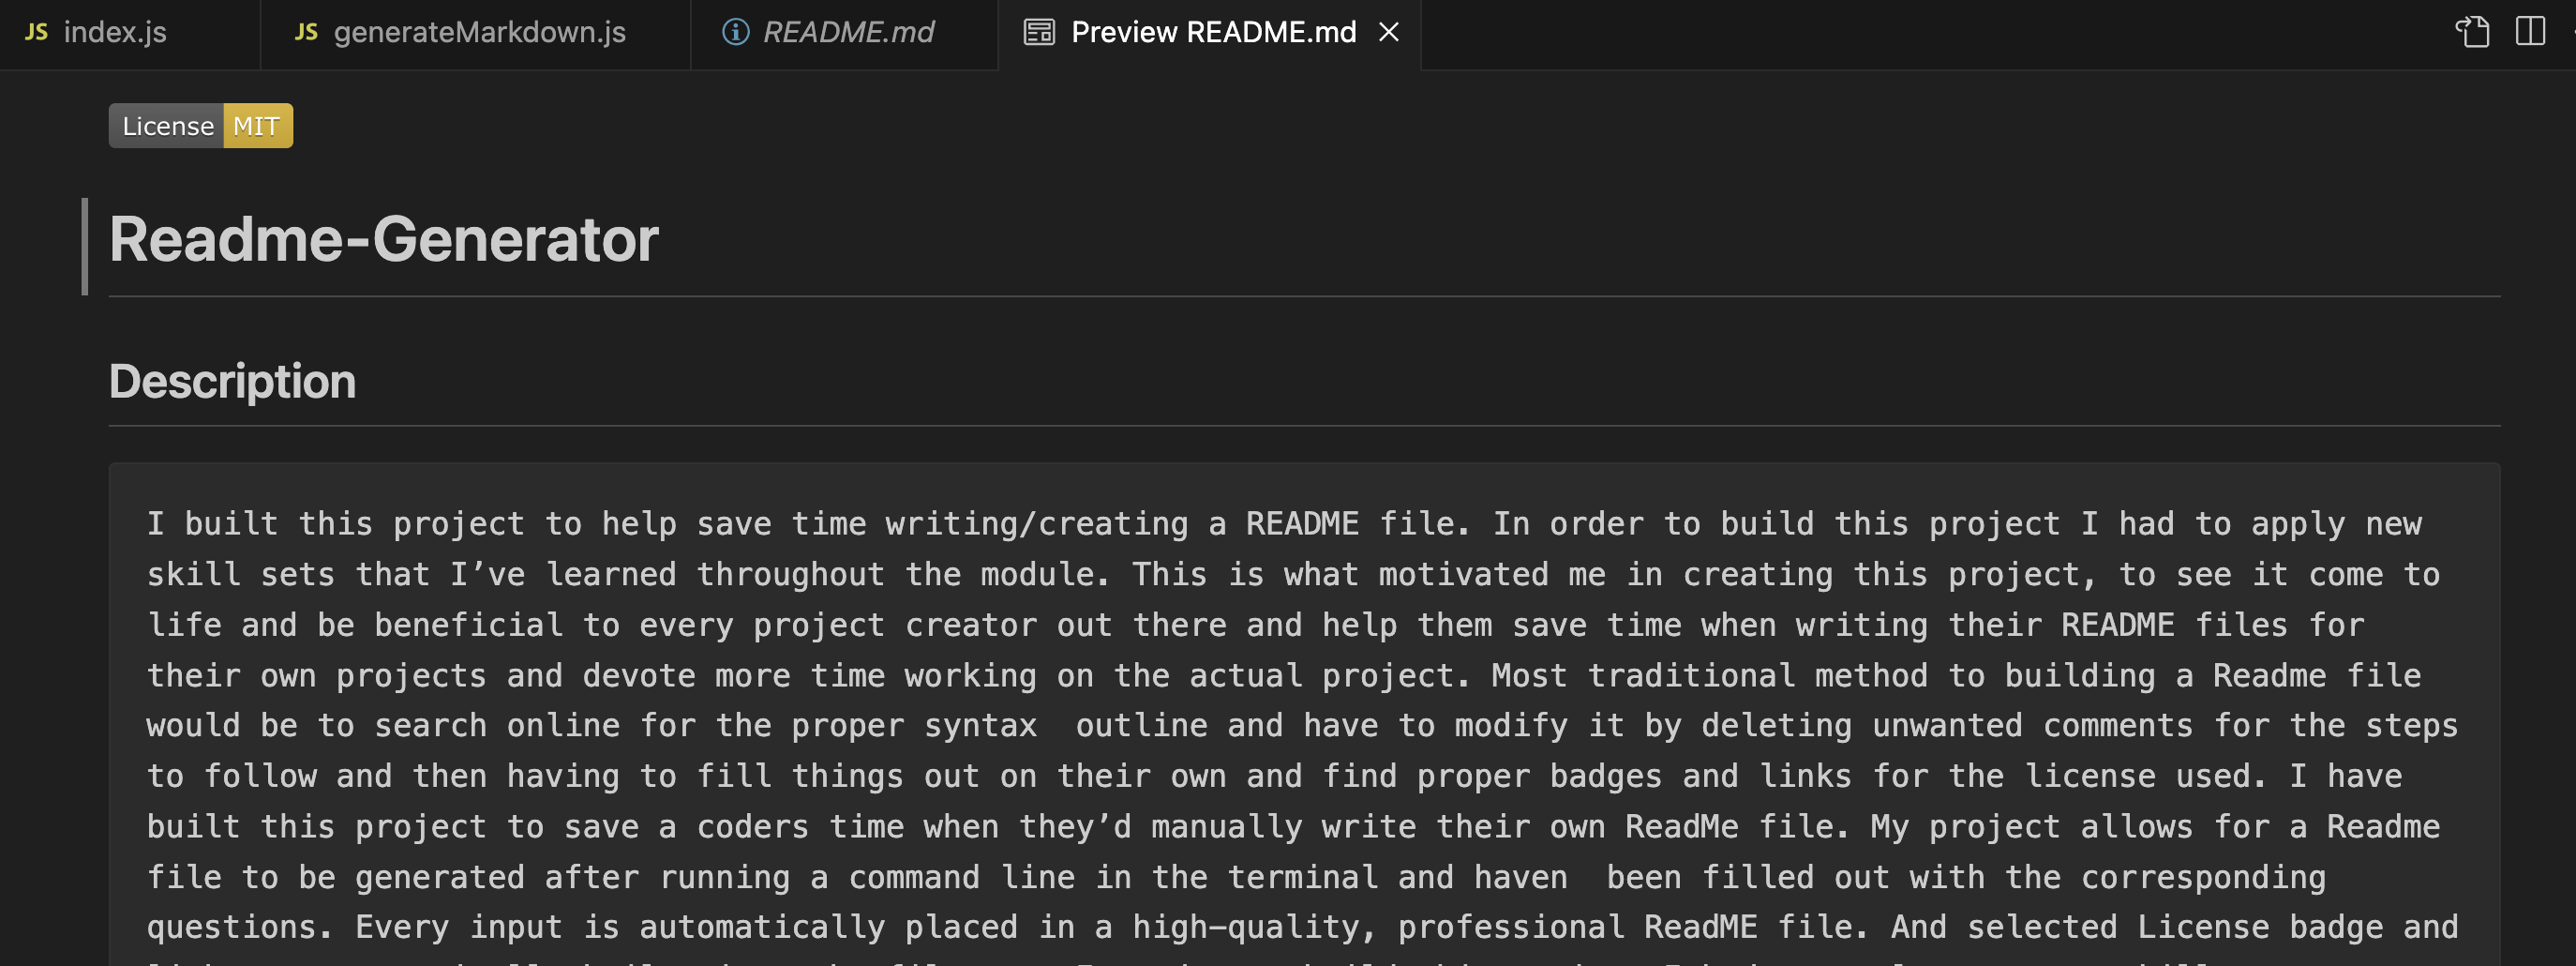 JS index.js JS generateMarkdown.js README.md Preview README.md
License MIT
Readme-Generator
Description
I built this project to help save time writing/creating a README file. In order to build this project I had to apply new
skill sets that I’ve learned throughout the module. This is what motivated me in creating this project, to see it come to
life and be beneficial to every project creator out there and help them save time when writing their README files for
their own projects and devote more time working on the actual project. Most traditional method to building a Readme file
would be to search online for the proper syntax  outline and have to modify it by deleting unwanted comments for the steps
to follow and then having to fill things out on their own and find proper badges and links for the license used. I have
built this project to save a coders time when they’d manually write their own ReadMe file. My project allows for a Readme
file to be generated after running a command line in the terminal and haven  been filled out with the corresponding
questions. Every input is automatically placed in a high-quality, professional ReadME file. And selected License badge and